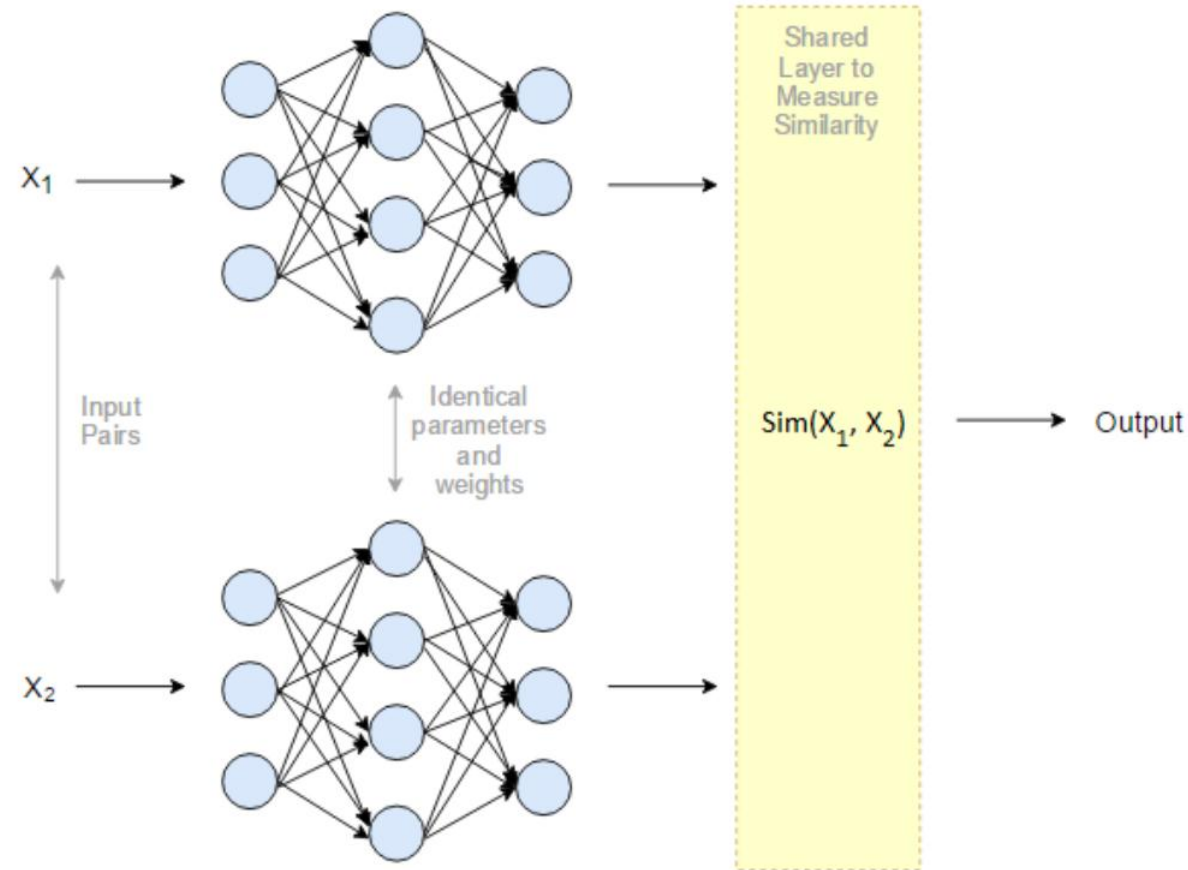 Shared
Layer to
Measure
Similarity
X₁
Input
Pairs
Identical
parameters
and
weights
Sim(X₁, X₂)
Output
X₂